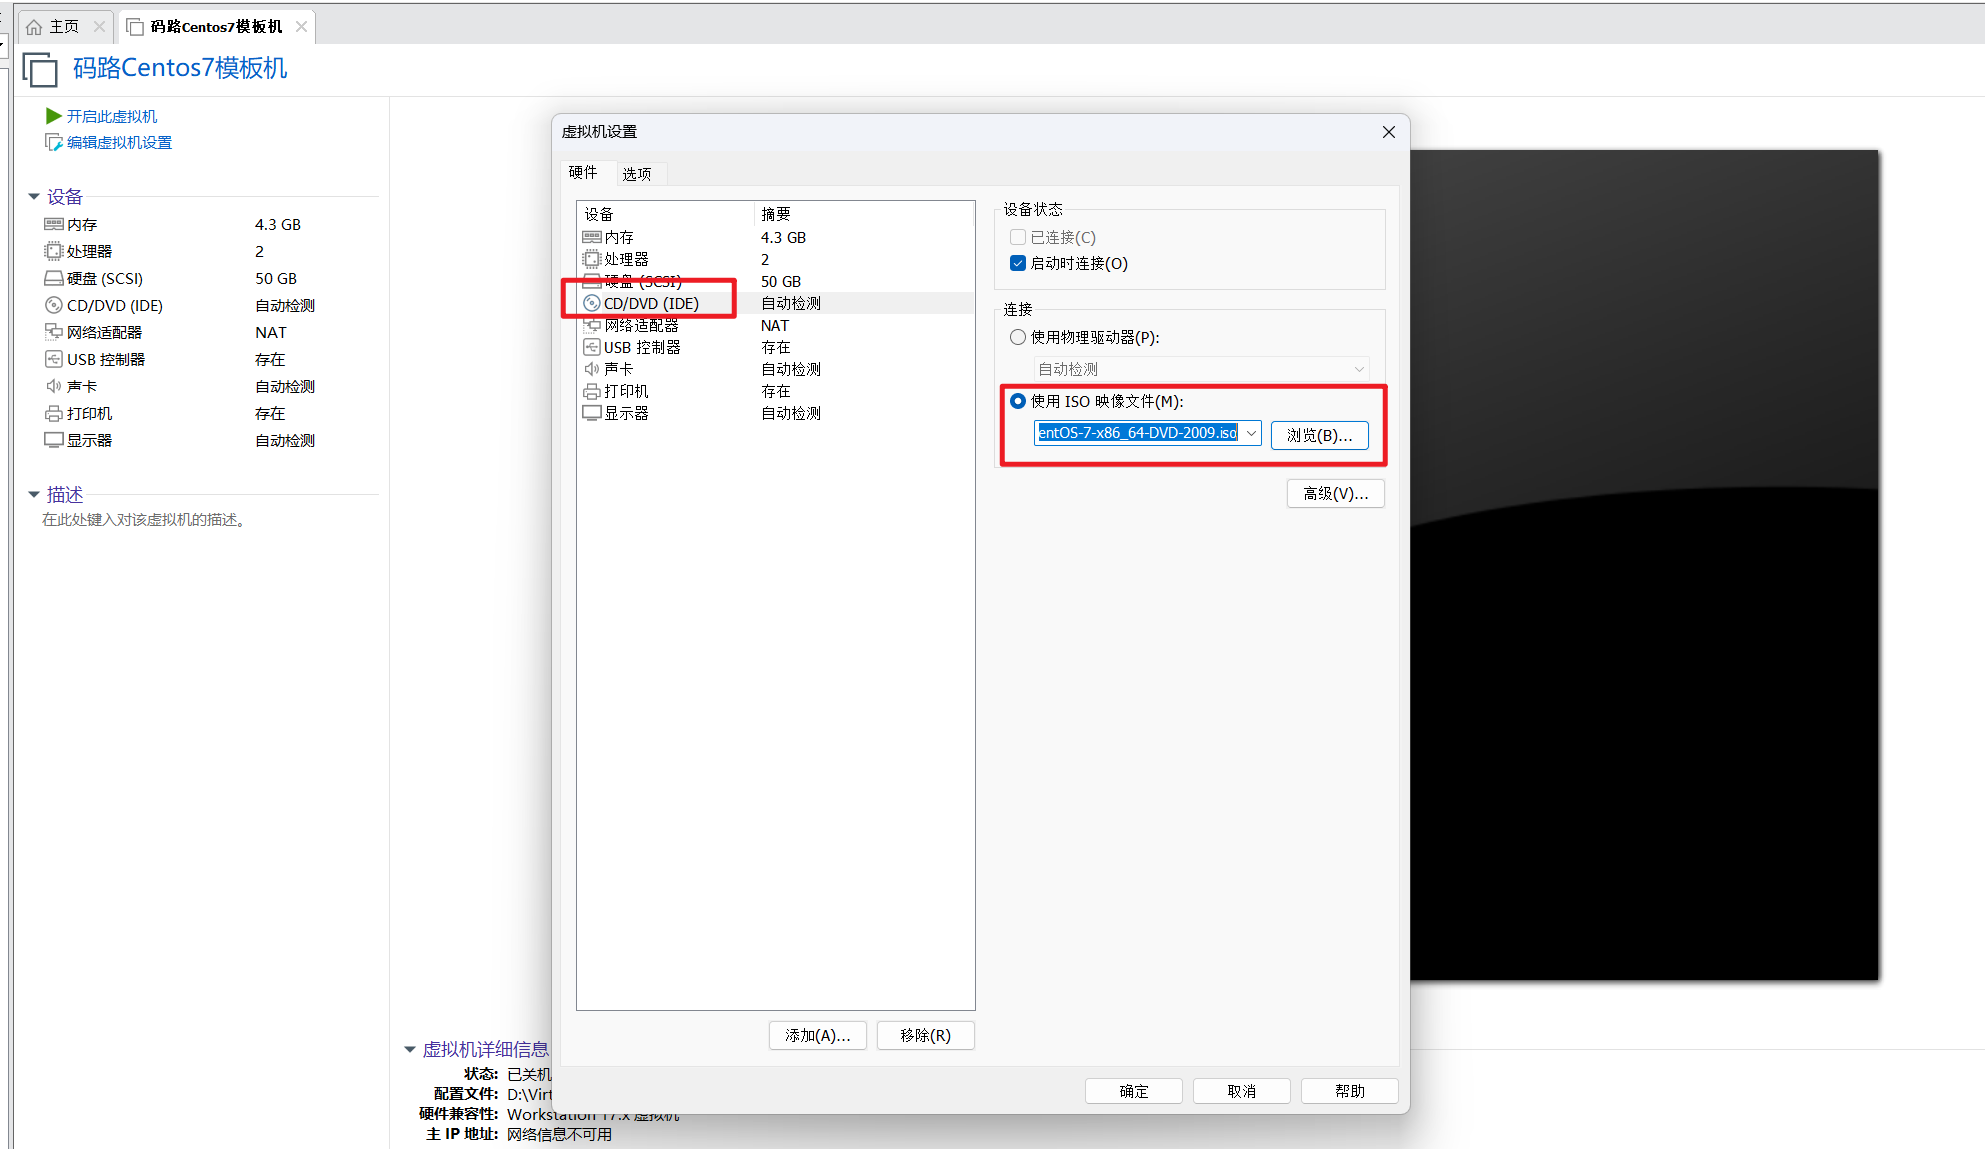 主页
码路Centos7模板机
码路Centos7模板机
开启此虚拟机
编辑虚拟机设置
设备
内存 4.3 GB
处理器 2
硬盘 (SCSI) 50 GB
CD/DVD (IDE) 自动检测
网络适配器 NAT
USB 控制器 存在
声卡 自动检测
打印机 存在
显示器 自动检测
描述
在此处键入对该虚拟机的描述。
虚拟机设置
硬件
选项
设备 摘要
内存 4.3 GB
处理器 2
硬盘 (SCSI) 50 GB
CD/DVD (IDE) 自动检测
网络适配器 NAT
USB 控制器 存在
声卡 自动检测
打印机 存在
显示器 自动检测
添加(A)...
移除(R)
设备状态
已连接(C)
启动时连接(O)
连接
使用物理驱动器(P):
自动检测
使用 ISO 映像文件(M):
entOS-7-x86_64-DVD-2009.iso
浏览(B)...
高级(V)...
确定
取消
帮助
虚拟机详细信息
状态: 已关机
配置文件: D:\Virt
硬件兼容性: Workstation 17.x 虚拟机
主 IP 地址: 网络信息不可用